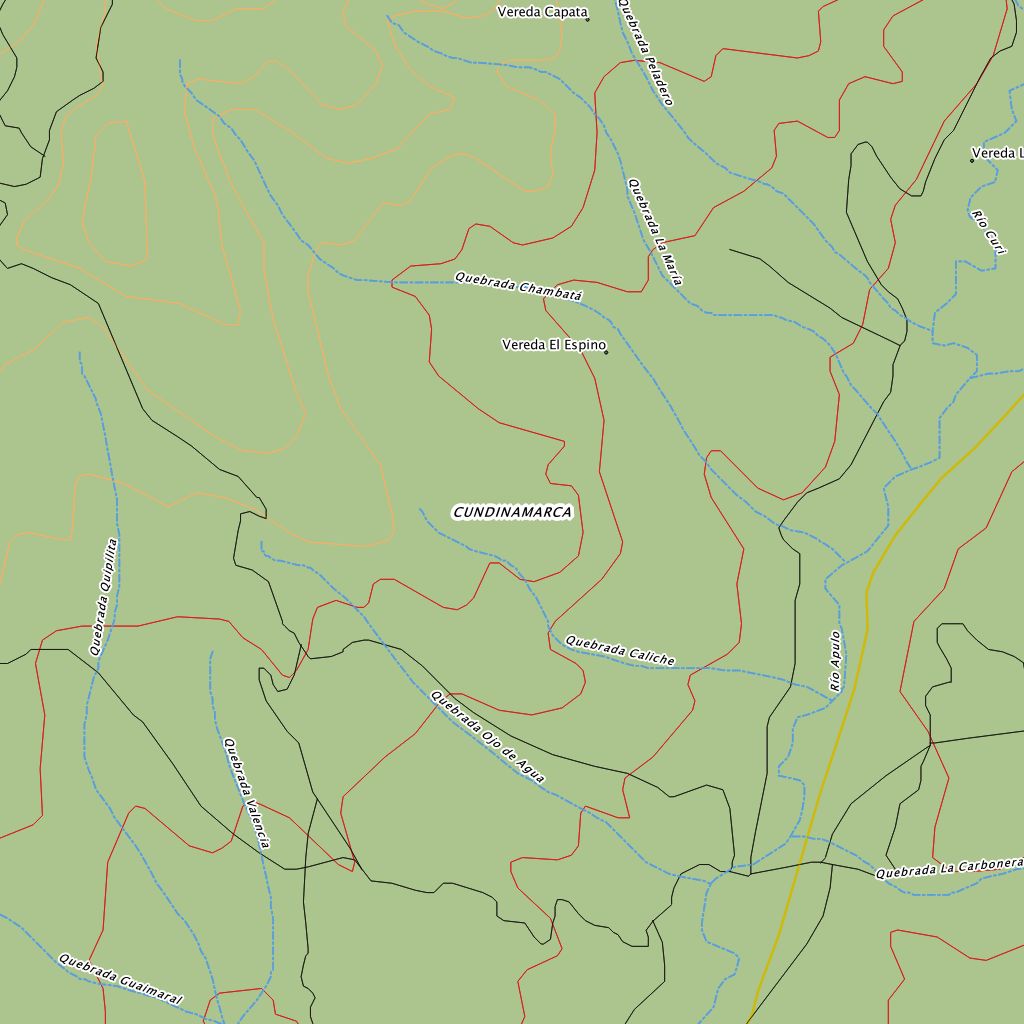 Vereda Capata
Quebrada Peladero
Vereda L
Río Curí
Quebrada La María
Quebrada Chambatá
Vereda El Espino
CUNDINAMARCA
Quebrada Quipilita
Quebrada Caliche
Río Apulo
Quebrada Ojo de Agua
Quebrada Valencia
Quebrada La Carbonera
Quebrada Guaimaral